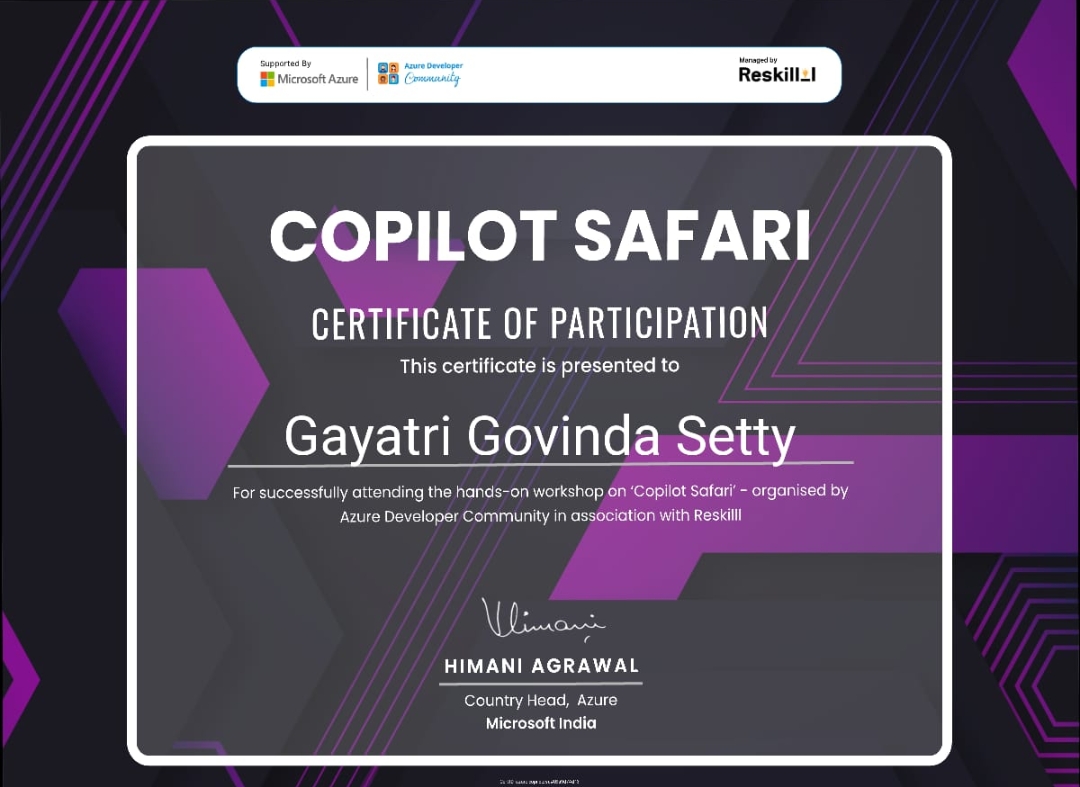 Supported By
Microsoft Azure
Azure Developer
Community
Managed by
Reskilll
COPILOT SAFARI
CERTIFICATE OF PARTICIPATION
This certificate is presented to
Gayatri Govinda Setty
For successfully attending the hands-on workshop on ‘Copilot Safari’ - organised by
Azure Developer Community in association with Reskilll
Himani
HIMANI AGRAWAL
Country Head, Azure
Microsoft India